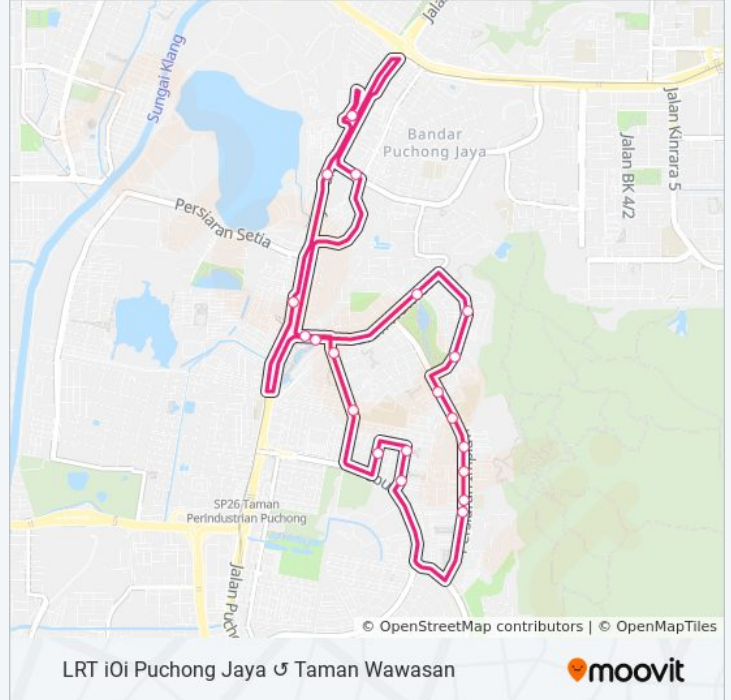 Jala
Sungai Klang
Bandar
Puchong Jaya
Jalan Kinrara 5
Jalan BK 4/2
Persiaran Setia
SP26 Taman
Perindustrian Puchong
Jalan Puch
© OpenStreetMap contributors | © OpenMapTiles
LRT iOi Puchong Jaya ↺ Taman Wawasan
moovit